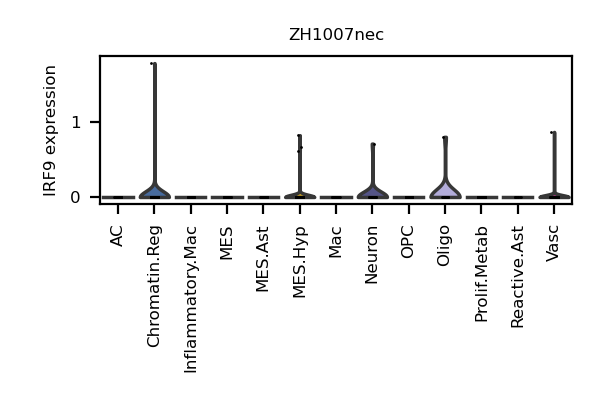 ZH1007nec
IRF9 expression
1
0
AC
Chromatin.Reg
Inflammatory.Mac
MES
MES.Ast
MES.Hyp
Mac
Neuron
OPC
Oligo
Prolif.Metab
Reactive.Ast
Vasc